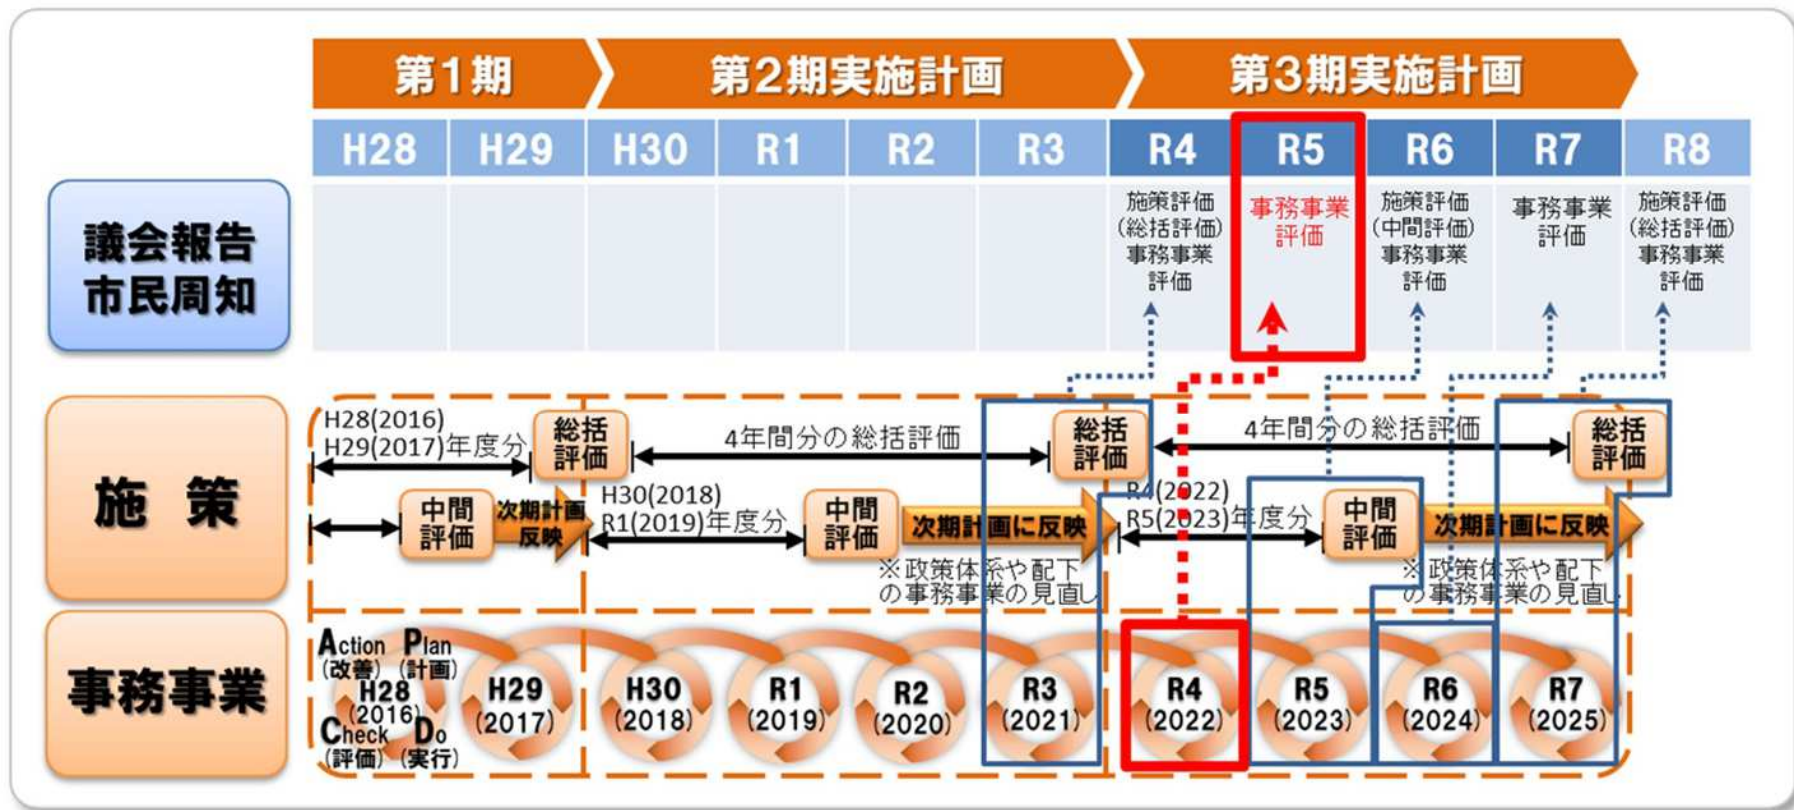 第1期
第2期実施計画
第3期実施計画
H28
H29
H30
R1
R2
R3
R4
R5
R6
R7
R8
議会報告
市民周知
施策評価
(総括評価)
事務事業
評価
事務事業
評価
施策評価
(中間評価)
事務事業
評価
事務事業
評価
施策評価
(総括評価)
事務事業
評価
施 策
H28(2016)
H29(2017)年度分
総括
評価
4年間分の総括評価
総括
評価
4年間分の総括評価
総括
評価
中間
評価
次期計画
反映
H30(2018)
R1(2019)年度分
中間
評価
次期計画に反映
※政策体系や配下
の事務事業の見直し
R4(2022)
R5(2023)年度分
中間
評価
次期計画に反映
※政策体系や配下
の事務事業の見直し
事務事業
Action Plan
(改善) (計画)
H28
(2016)
Check Do
(評価) (実行)
H29
(2017)
H30
(2018)
R1
(2019)
R2
(2020)
R3
(2021)
R4
(2022)
R5
(2023)
R6
(2024)
R7
(2025)